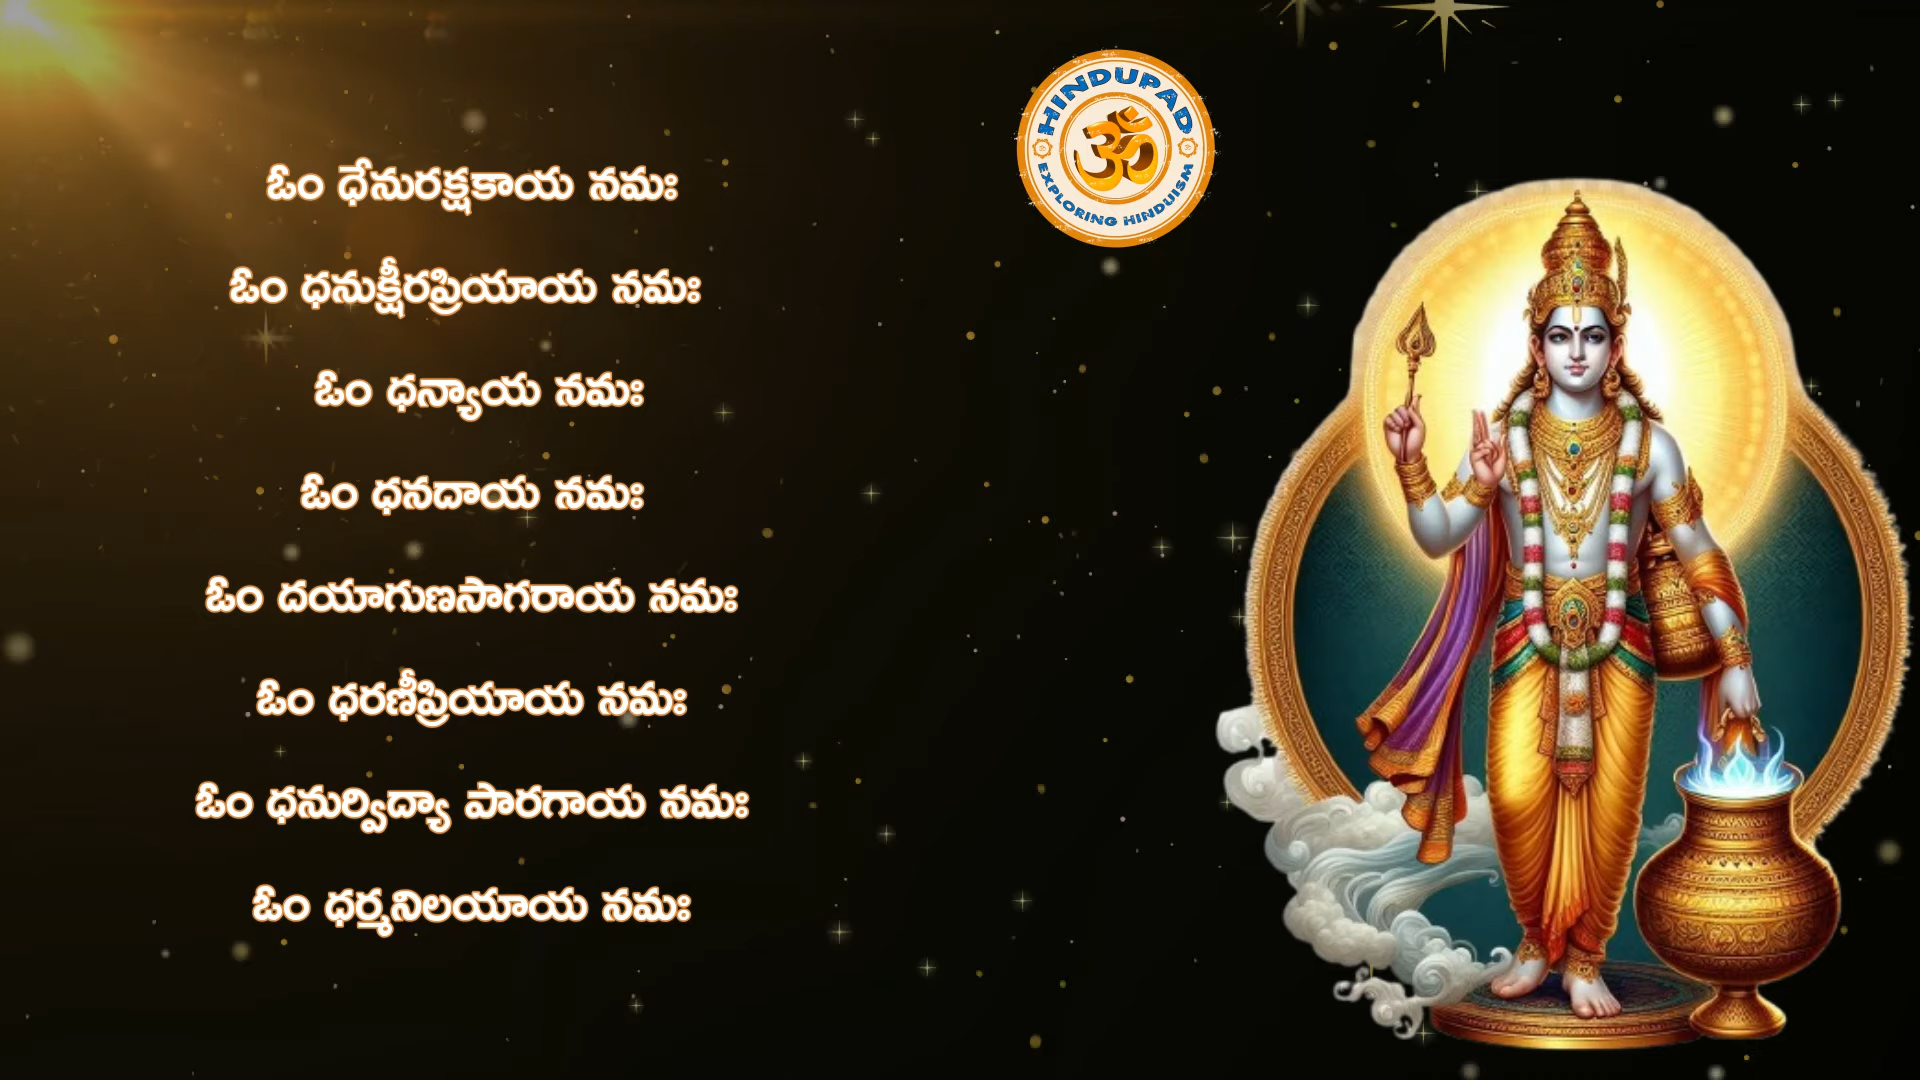 ఓం ధేనురక్షకాయ నమః
ఓం ధనుక్షీరప్రియాయ నమః
ఓం ధన్యాయ నమః
ఓం ధనదాయ నమః
ఓం దయాగుణసాగరాయ నమః
ఓం ధరణీప్రియాయ నమః
ఓం ధనుర్విద్యా పారగాయ నమః
ఓం ధర్మనిలయాయ నమః
HINDUPAD
ॐ
EXPLORING HINDUISM